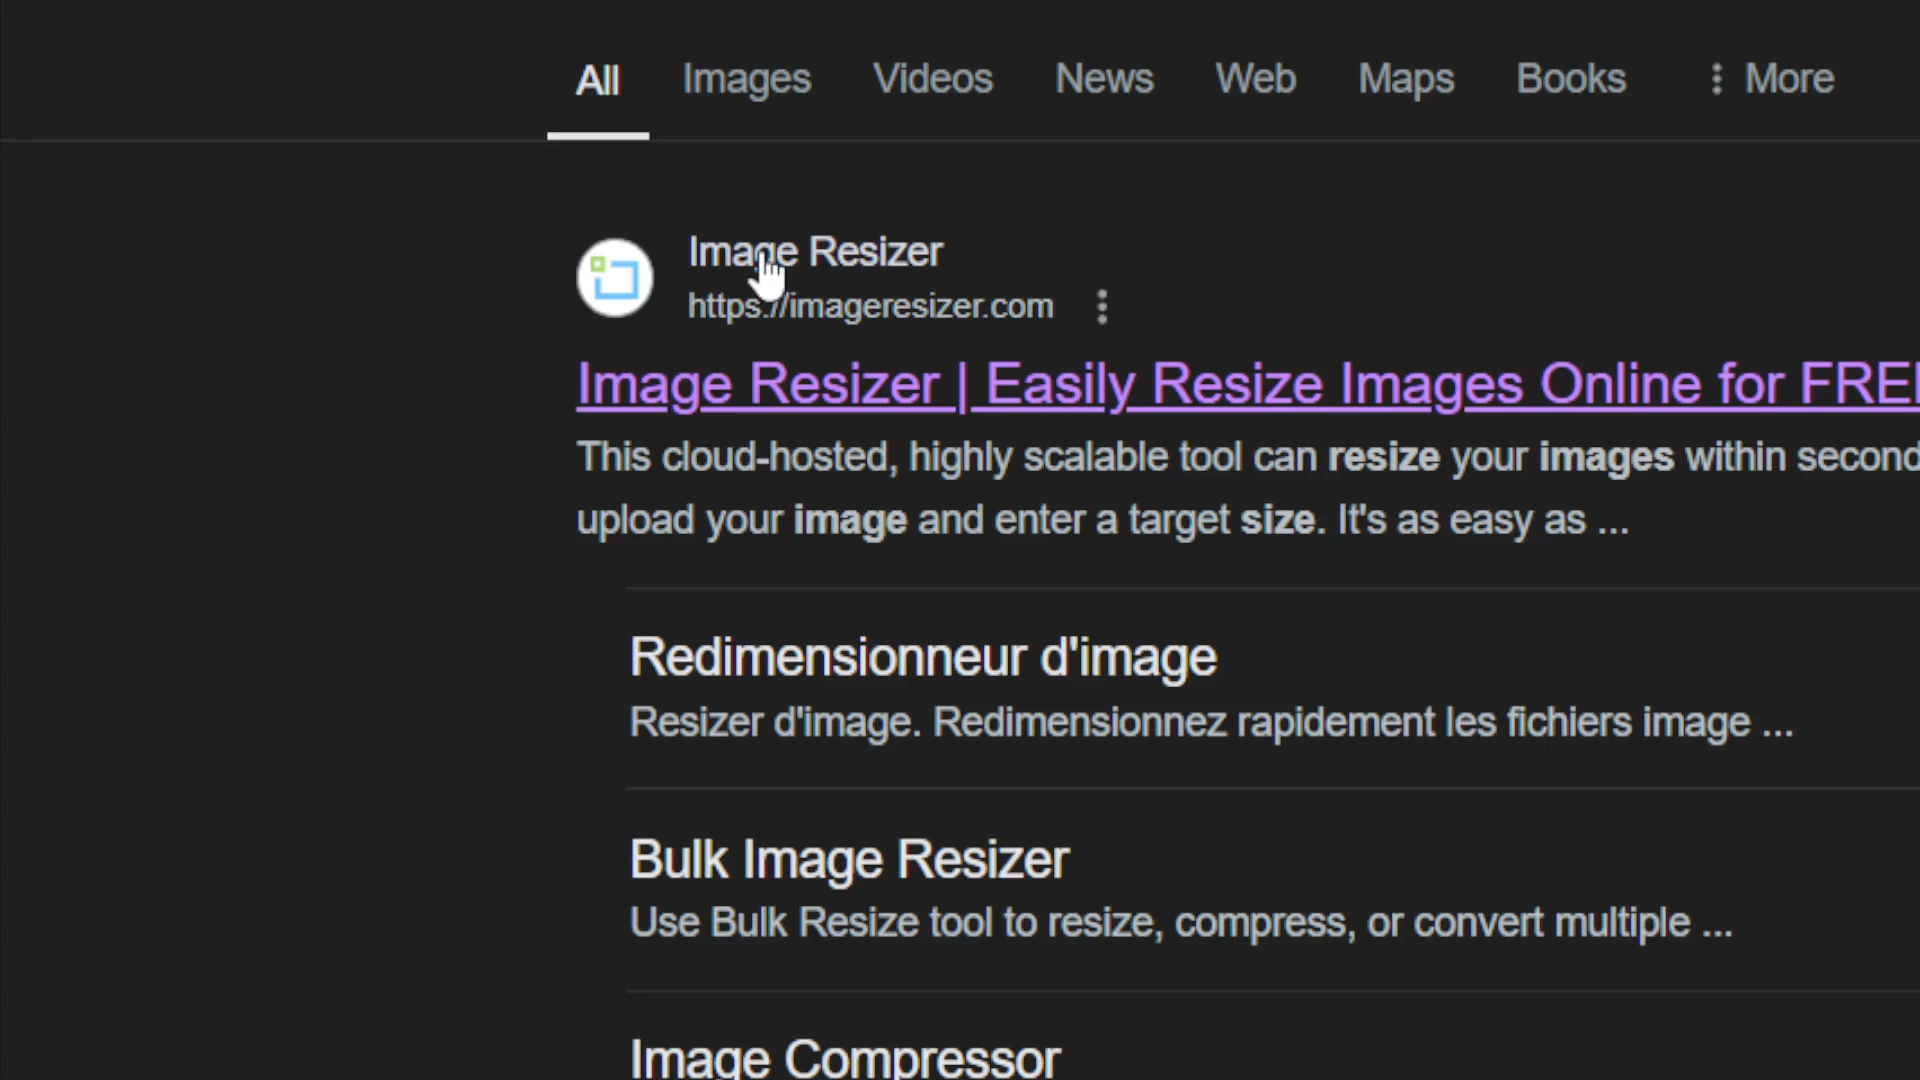 All Images Videos News Web Maps Books More
Image Resizer
https://imageresizer.com
Image Resizer | Easily Resize Images Online for FREE
This cloud-hosted, highly scalable tool can resize your images within second
upload your image and enter a target size. It's as easy as ...
Redimensionneur d'image
Resizer d'image. Redimensionnez rapidement les fichiers image ...
Bulk Image Resizer
Use Bulk Resize tool to resize, compress, or convert multiple ...
Image Compressor